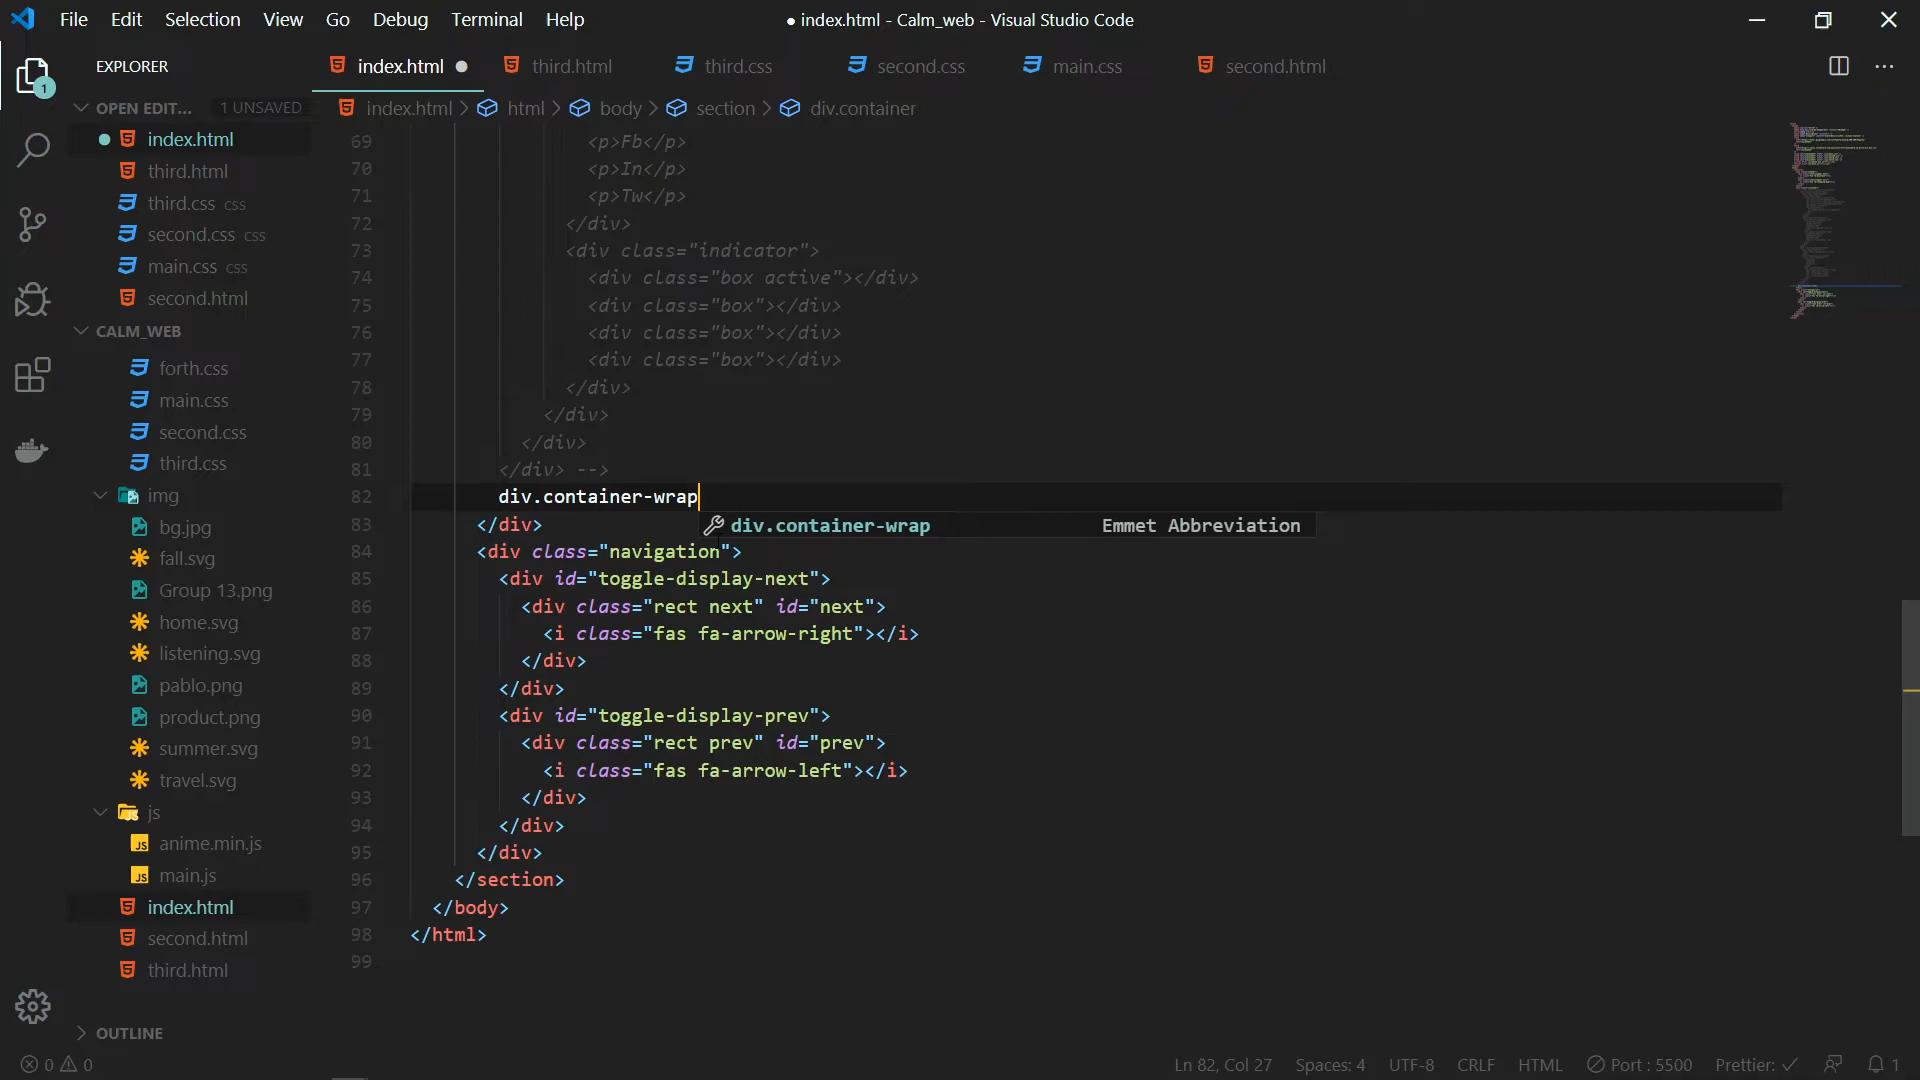 File Edit Selection View Go Debug Terminal Help ● index.html - Calm_web - Visual Studio Code
EXPLORER
index.html third.html third.css second.css main.css second.html
1
OPEN EDIT... 1 UNSAVED
index.html
third.html
third.css css
second.css css
main.css css
second.html
CALM_WEB
forth.css
main.css
second.css
third.css
img
bg.jpg
fall.svg
Group 13.png
home.svg
listening.svg
pablo.png
product.png
summer.svg
travel.svg
js
anime.min.js
main.js
index.html
second.html
third.html
OUTLINE
index.html > html > body > section > div.container
69 <p>Fb</p>
70 <p>In</p>
71 <p>Tw</p>
72 </div>
73 <div class="indicator">
74 <div class="box active"></div>
75 <div class="box"></div>
76 <div class="box"></div>
77 <div class="box"></div>
78 </div>
79 </div>
80 </div>
81 </div> -->
82 div.container-wrap
div.container-wrap Emmet Abbreviation
83 </div>
84 <div class="navigation">
85 <div id="toggle-display-next">
86 <div class="rect next" id="next">
87 <i class="fas fa-arrow-right"></i>
88 </div>
89 </div>
90 <div id="toggle-display-prev">
91 <div class="rect prev" id="prev">
92 <i class="fas fa-arrow-left"></i>
93 </div>
94 </div>
95 </div>
96 </section>
97 </body>
98 </html>
99
0 0 Ln 82, Col 27 Spaces: 4 UTF-8 CRLF HTML Port : 5500 Prettier: ✓ 1